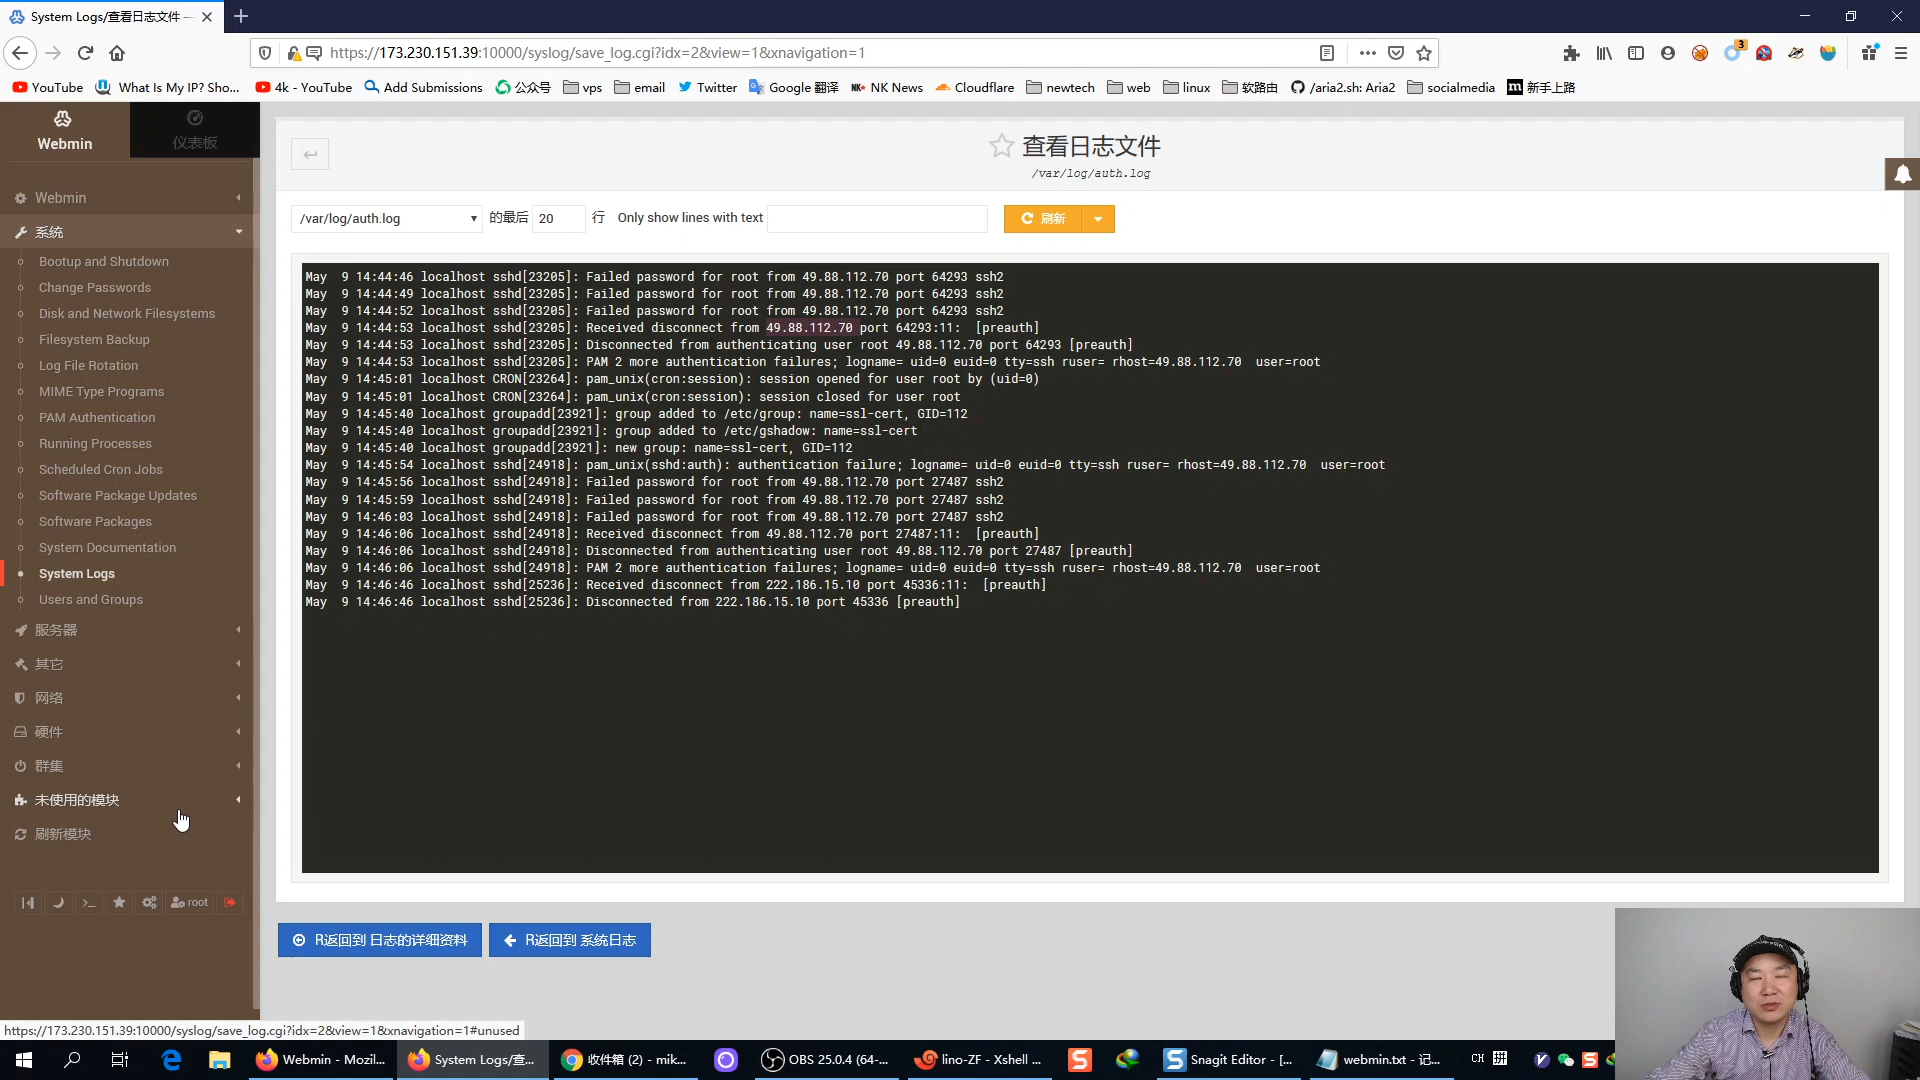 System Logs/查看日志文件 —
https://173.230.151.39:10000/syslog/save_log.cgi?idx=2&view=1&xnavigation=1
3
YouTube
What Is My IP? Sho...
4k - YouTube
Add Submissions
公众号
vps
email
Twitter
Google 翻译
NK News
Cloudflare
newtech
web
linux
软路由
/aria2.sh: Aria2
socialmedia
新手上路
Webmin
仪表板
Webmin
系统
Bootup and Shutdown
Change Passwords
Disk and Network Filesystems
Filesystem Backup
Log File Rotation
MIME Type Programs
PAM Authentication
Running Processes
Scheduled Cron Jobs
Software Package Updates
Software Packages
System Documentation
System Logs
Users and Groups
服务器
其它
网络
硬件
群集
未使用的模块
刷新模块
root
查看日志文件
/var/log/auth.log
/var/log/auth.log 的最后 20 行 Only show lines with text 刷新
May  9 14:44:46 localhost sshd[23205]: Failed password for root from 49.88.112.70 port 64293 ssh2
May  9 14:44:49 localhost sshd[23205]: Failed password for root from 49.88.112.70 port 64293 ssh2
May  9 14:44:52 localhost sshd[23205]: Failed password for root from 49.88.112.70 port 64293 ssh2
May  9 14:44:53 localhost sshd[23205]: Received disconnect from 49.88.112.70 port 64293:11:  [preauth]
May  9 14:44:53 localhost sshd[23205]: Disconnected from authenticating user root 49.88.112.70 port 64293 [preauth]
May  9 14:44:53 localhost sshd[23205]: PAM 2 more authentication failures; logname= uid=0 euid=0 tty=ssh ruser= rhost=49.88.112.70  user=root
May  9 14:45:01 localhost CRON[23264]: pam_unix(cron:session): session opened for user root by (uid=0)
May  9 14:45:01 localhost CRON[23264]: pam_unix(cron:session): session closed for user root
May  9 14:45:40 localhost groupadd[23921]: group added to /etc/group: name=ssl-cert, GID=112
May  9 14:45:40 localhost groupadd[23921]: group added to /etc/gshadow: name=ssl-cert
May  9 14:45:40 localhost groupadd[23921]: new group: name=ssl-cert, GID=112
May  9 14:45:54 localhost sshd[24918]: pam_unix(sshd:auth): authentication failure; logname= uid=0 euid=0 tty=ssh ruser= rhost=49.88.112.70  user=root
May  9 14:45:56 localhost sshd[24918]: Failed password for root from 49.88.112.70 port 27487 ssh2
May  9 14:45:59 localhost sshd[24918]: Failed password for root from 49.88.112.70 port 27487 ssh2
May  9 14:46:03 localhost sshd[24918]: Failed password for root from 49.88.112.70 port 27487 ssh2
May  9 14:46:06 localhost sshd[24918]: Received disconnect from 49.88.112.70 port 27487:11:  [preauth]
May  9 14:46:06 localhost sshd[24918]: Disconnected from authenticating user root 49.88.112.70 port 27487 [preauth]
May  9 14:46:06 localhost sshd[24918]: PAM 2 more authentication failures; logname= uid=0 euid=0 tty=ssh ruser= rhost=49.88.112.70  user=root
May  9 14:46:46 localhost sshd[25236]: Received disconnect from 222.186.15.10 port 45336:11:  [preauth]
May  9 14:46:46 localhost sshd[25236]: Disconnected from 222.186.15.10 port 45336 [preauth]
R返回到 日志的详细资料
R返回到 系统日志
https://173.230.151.39:10000/syslog/save_log.cgi?idx=2&view=1&xnavigation=1#unused
Webmin - Mozil...
System Logs/查...
收件箱 (2) - mik...
OBS 25.0.4 (64-...
lino-ZF - Xshell ...
Snagit Editor - [...
webmin.txt - 记...
CH 拼